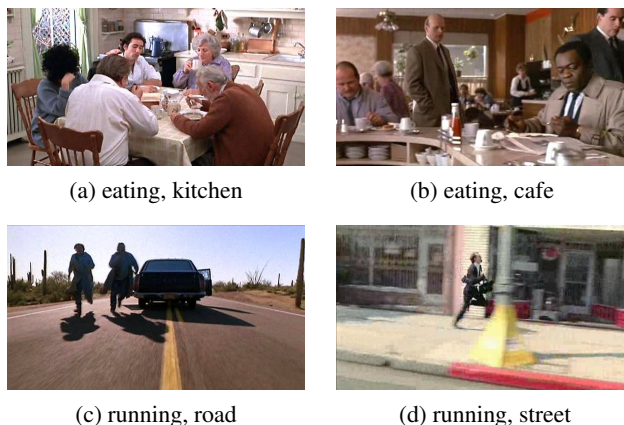 (a) eating, kitchen
(b) eating, cafe
(c) running, road
(d) running, street